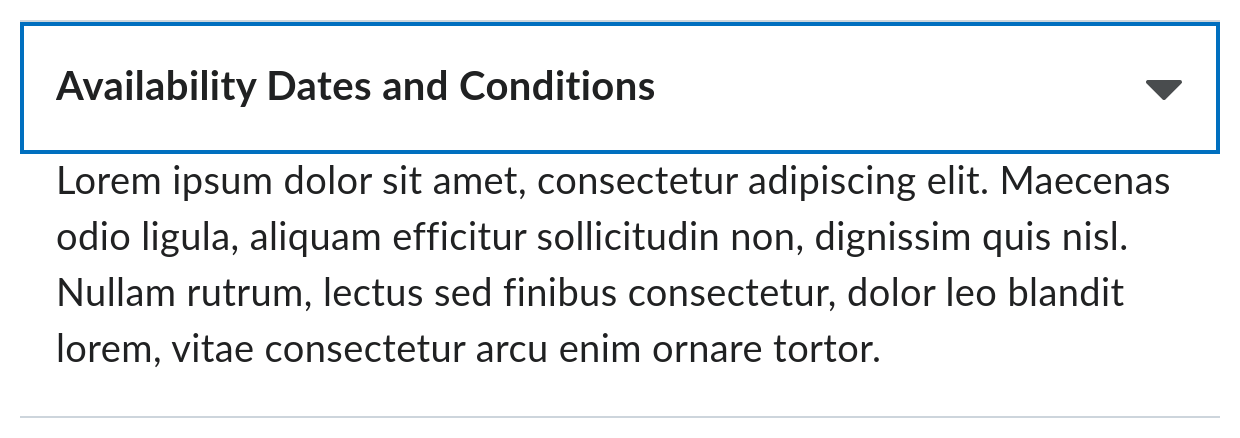 Availability Dates and Conditions
Lorem ipsum dolor sit amet, consectetur adipiscing elit. Maecenas
odio ligula, aliquam efficitur sollicitudin non, dignissim quis nisl.
Nullam rutrum, lectus sed finibus consectetur, dolor leo blandit
lorem, vitae consectetur arcu enim ornare tortor.